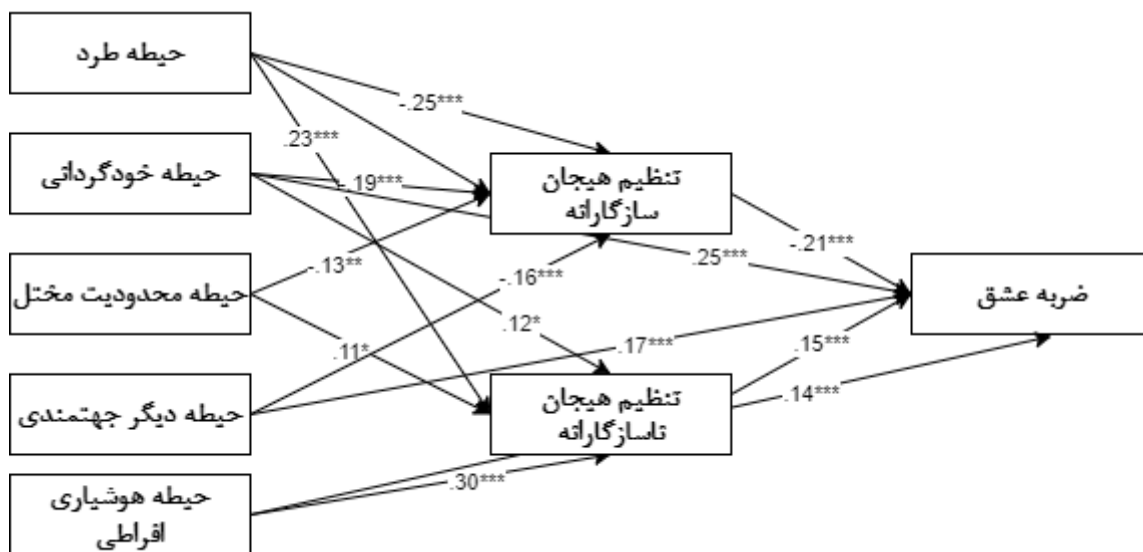 حیطه طرد
-.25***
.23***
حیطه خودگردانی
-.19***
تنظیم هیجان
سازگارانه
-.21***
.25***
-.13**
-.16***
حیطه محدودیت مختل
ضربه عشق
.12*
.11*
.17***
.15***
.14***
حیطه دیگر جهتمندی
تنظیم هیجان
ناسازگارانه
.30***
حیطه هوشیاری
افراطی